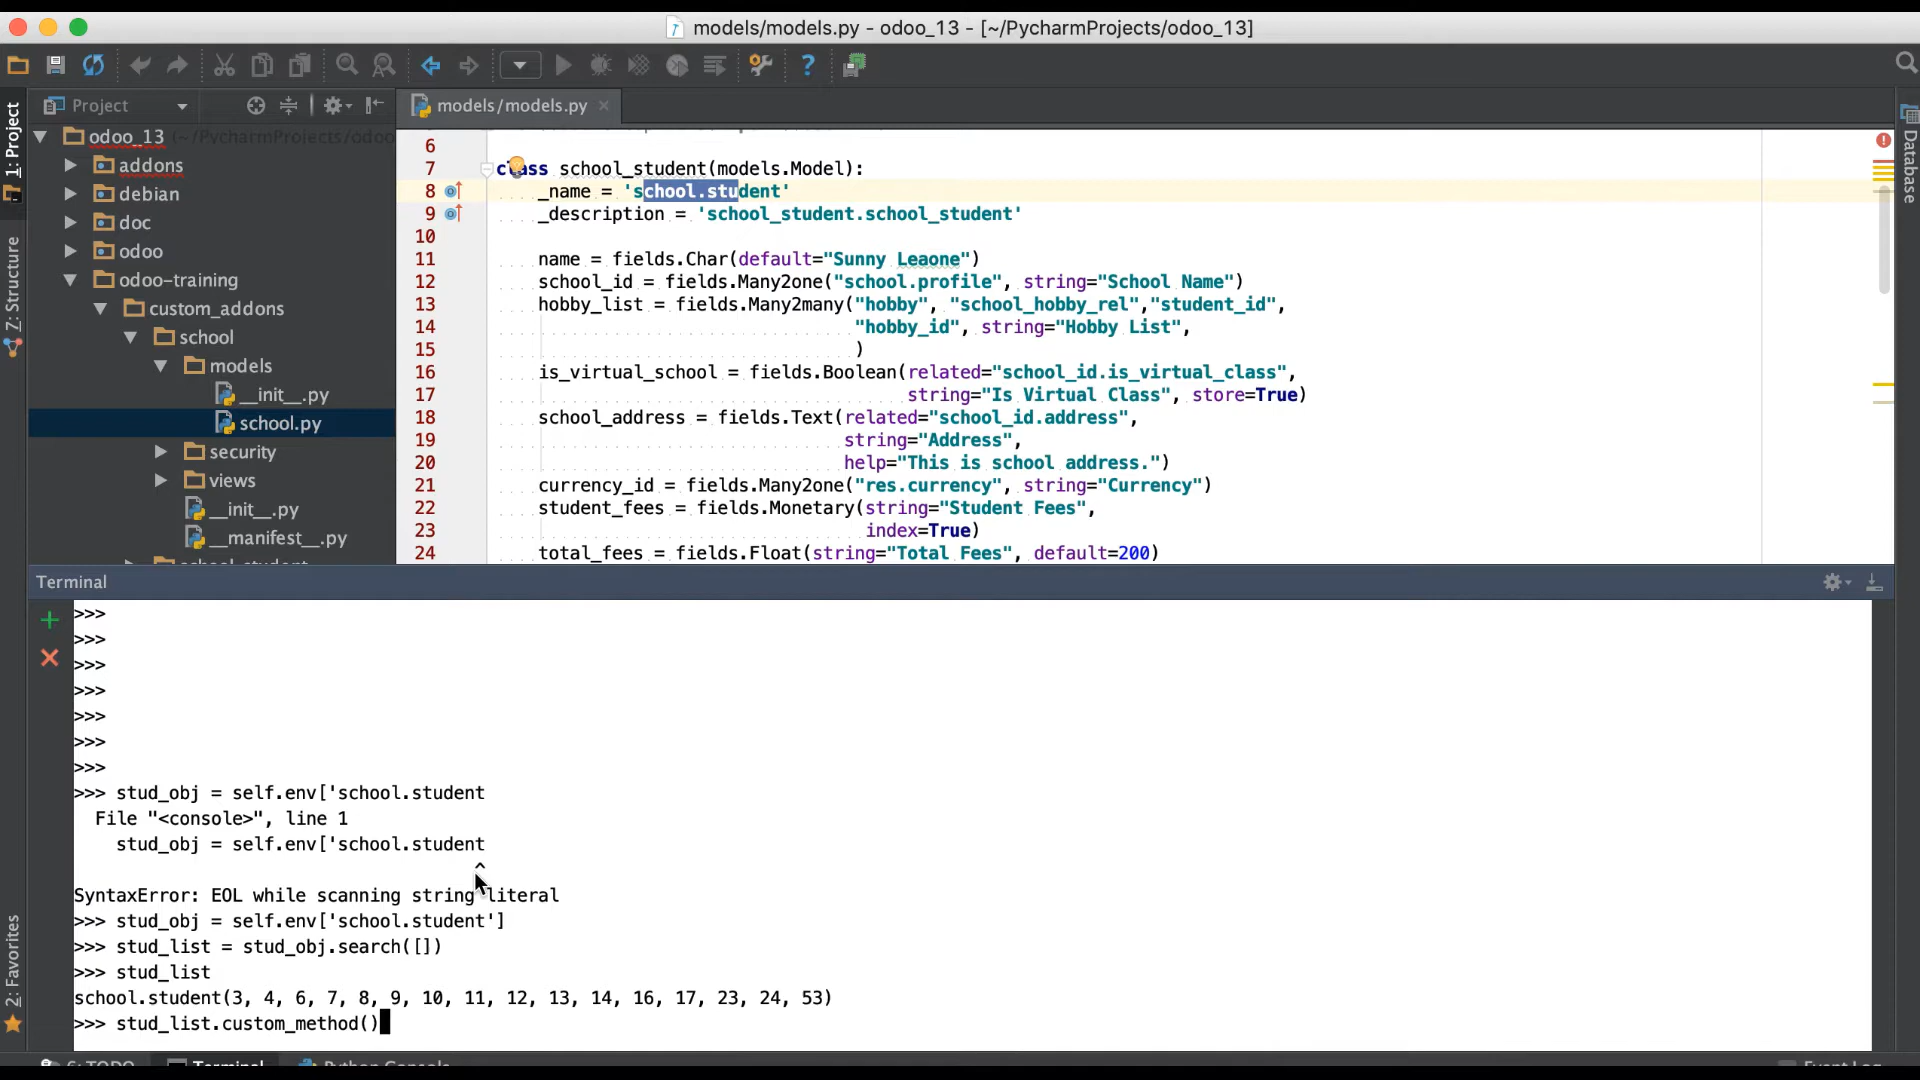 models/models.py - odoo_13 - [~/PycharmProjects/odoo_13]
Project
models/models.py
1: Project
Z: Structure
2: Favorites
Database
odoo_13 (~/PycharmProjects/odoo
addons
debian
doc
odoo
odoo-training
custom_addons
school
models
__init__.py
school.py
security
views
__init__.py
__manifest__.py
6
7 class school_student(models.Model):
8 _name = 'school.student'
9 _description = 'school_student.school_student'
10
11 name = fields.Char(default="Sunny Leaone")
12 school_id = fields.Many2one("school.profile", string="School Name")
13 hobby_list = fields.Many2many("hobby", "school_hobby_rel","student_id",
14 "hobby_id", string="Hobby List",
15 )
16 is_virtual_school = fields.Boolean(related="school_id.is_virtual_class",
17 string="Is Virtual Class", store=True)
18 school_address = fields.Text(related="school_id.address",
19 string="Address",
20 help="This is school address.")
21 currency_id = fields.Many2one("res.currency", string="Currency")
22 student_fees = fields.Monetary(string="Student Fees",
23 index=True)
24 total_fees = fields.Float(string="Total Fees", default=200)
Terminal
>>>
>>>
>>>
>>>
>>>
>>>
>>>
>>> stud_obj = self.env['school.student
File "<console>", line 1
stud_obj = self.env['school.student
^
SyntaxError: EOL while scanning string literal
>>> stud_obj = self.env['school.student']
>>> stud_list = stud_obj.search([])
>>> stud_list
school.student(3, 4, 6, 7, 8, 9, 10, 11, 12, 13, 14, 16, 17, 23, 24, 53)
>>> stud_list.custom_method()
6: TODO Terminal Python Console Event Log